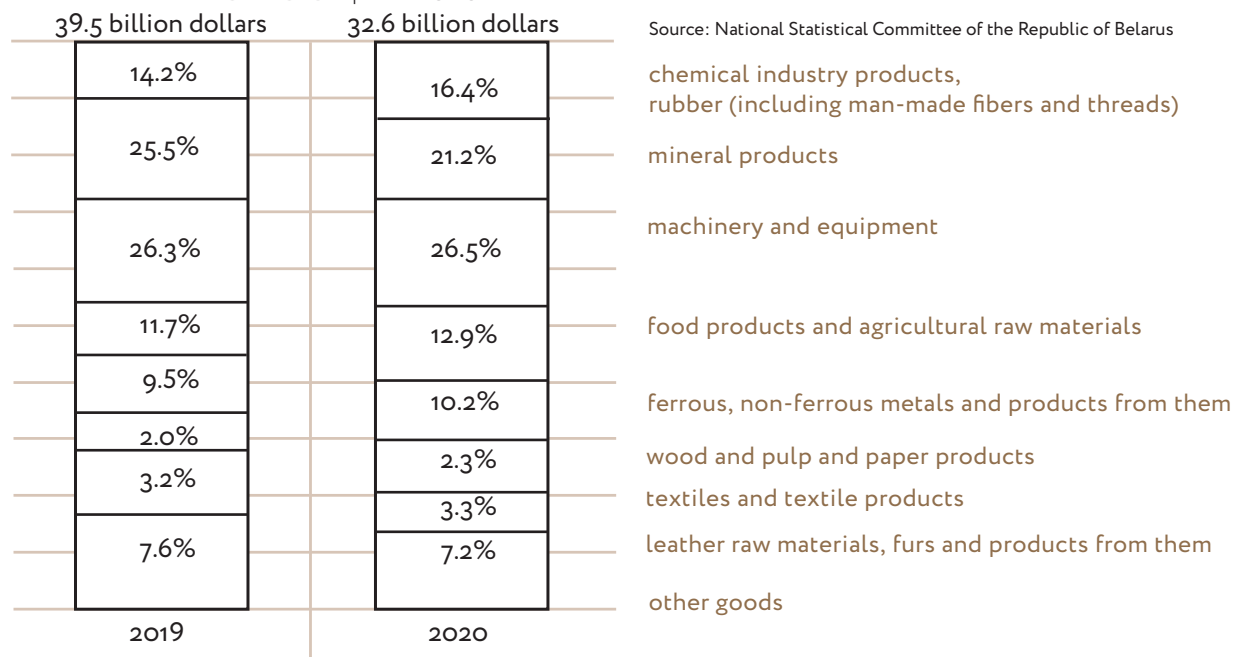 39.5 billion dollars
32.6 billion dollars
Source: National Statistical Committee of the Republic of Belarus
14.2%
25.5%
26.3%
11.7%
9.5%
2.0%
3.2%
7.6%
2019
16.4%
21.2%
26.5%
12.9%
10.2%
2.3%
3.3%
7.2%
2020
chemical industry products,
rubber (including man-made fibers and threads)
mineral products
machinery and equipment
food products and agricultural raw materials
ferrous, non-ferrous metals and products from them
wood and pulp and paper products
textiles and textile products
leather raw materials, furs and products from them
other goods